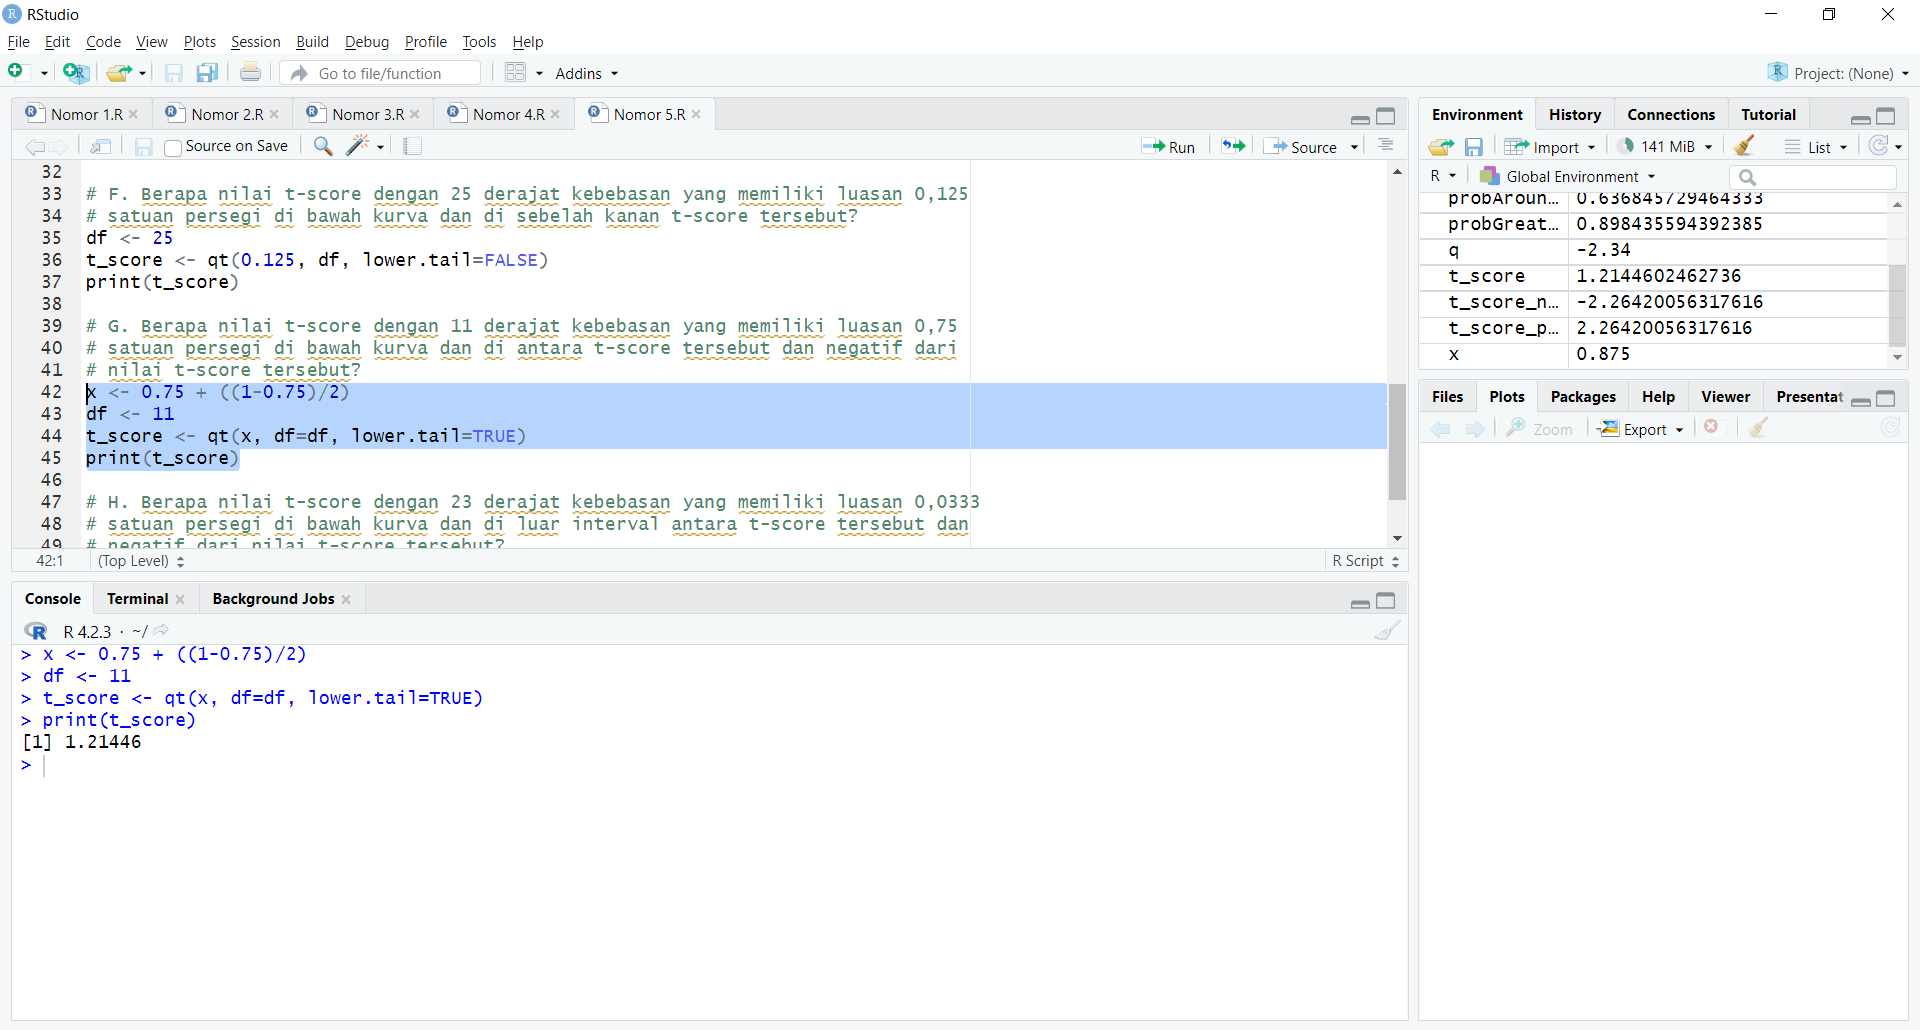 RStudio
File Edit Code View Plots Session Build Debug Profile Tools Help
Go to file/function Addins Project: (None)
Nomor 1.R Nomor 2.R Nomor 3.R Nomor 4.R Nomor 5.R
Source on Save Run Source
32
33 # F. Berapa nilai t-score dengan 25 derajat kebebasan yang memiliki luasan 0,125
34 # satuan persegi di bawah kurva dan di sebelah kanan t-score tersebut?
35 df <- 25
36 t_score <- qt(0.125, df, lower.tail=FALSE)
37 print(t_score)
38
39 # G. Berapa nilai t-score dengan 11 derajat kebebasan yang memiliki luasan 0,75
40 # satuan persegi di bawah kurva dan di antara t-score tersebut dan negatif dari
41 # nilai t-score tersebut?
42 x <- 0.75 + ((1-0.75)/2)
43 df <- 11
44 t_score <- qt(x, df=df, lower.tail=TRUE)
45 print(t_score)
46
47 # H. Berapa nilai t-score dengan 23 derajat kebebasan yang memiliki luasan 0,0333
48 # satuan persegi di bawah kurva dan di luar interval antara t-score tersebut dan
49 # negatif dari nilai t-score tersebut?
42:1 (Top Level) R Script
Console Terminal Background Jobs
R 4.2.3 · ~/
> x <- 0.75 + ((1-0.75)/2)
> df <- 11
> t_score <- qt(x, df=df, lower.tail=TRUE)
> print(t_score)
[1] 1.21446
>
Environment History Connections Tutorial
Import 141 MiB List
R Global Environment
probAroun... 0.636845729464333
probGreat... 0.898435594392385
q -2.34
t_score 1.2144602462736
t_score_n... -2.26420056317616
t_score_p... 2.26420056317616
x 0.875
Files Plots Packages Help Viewer Presentat
Zoom Export